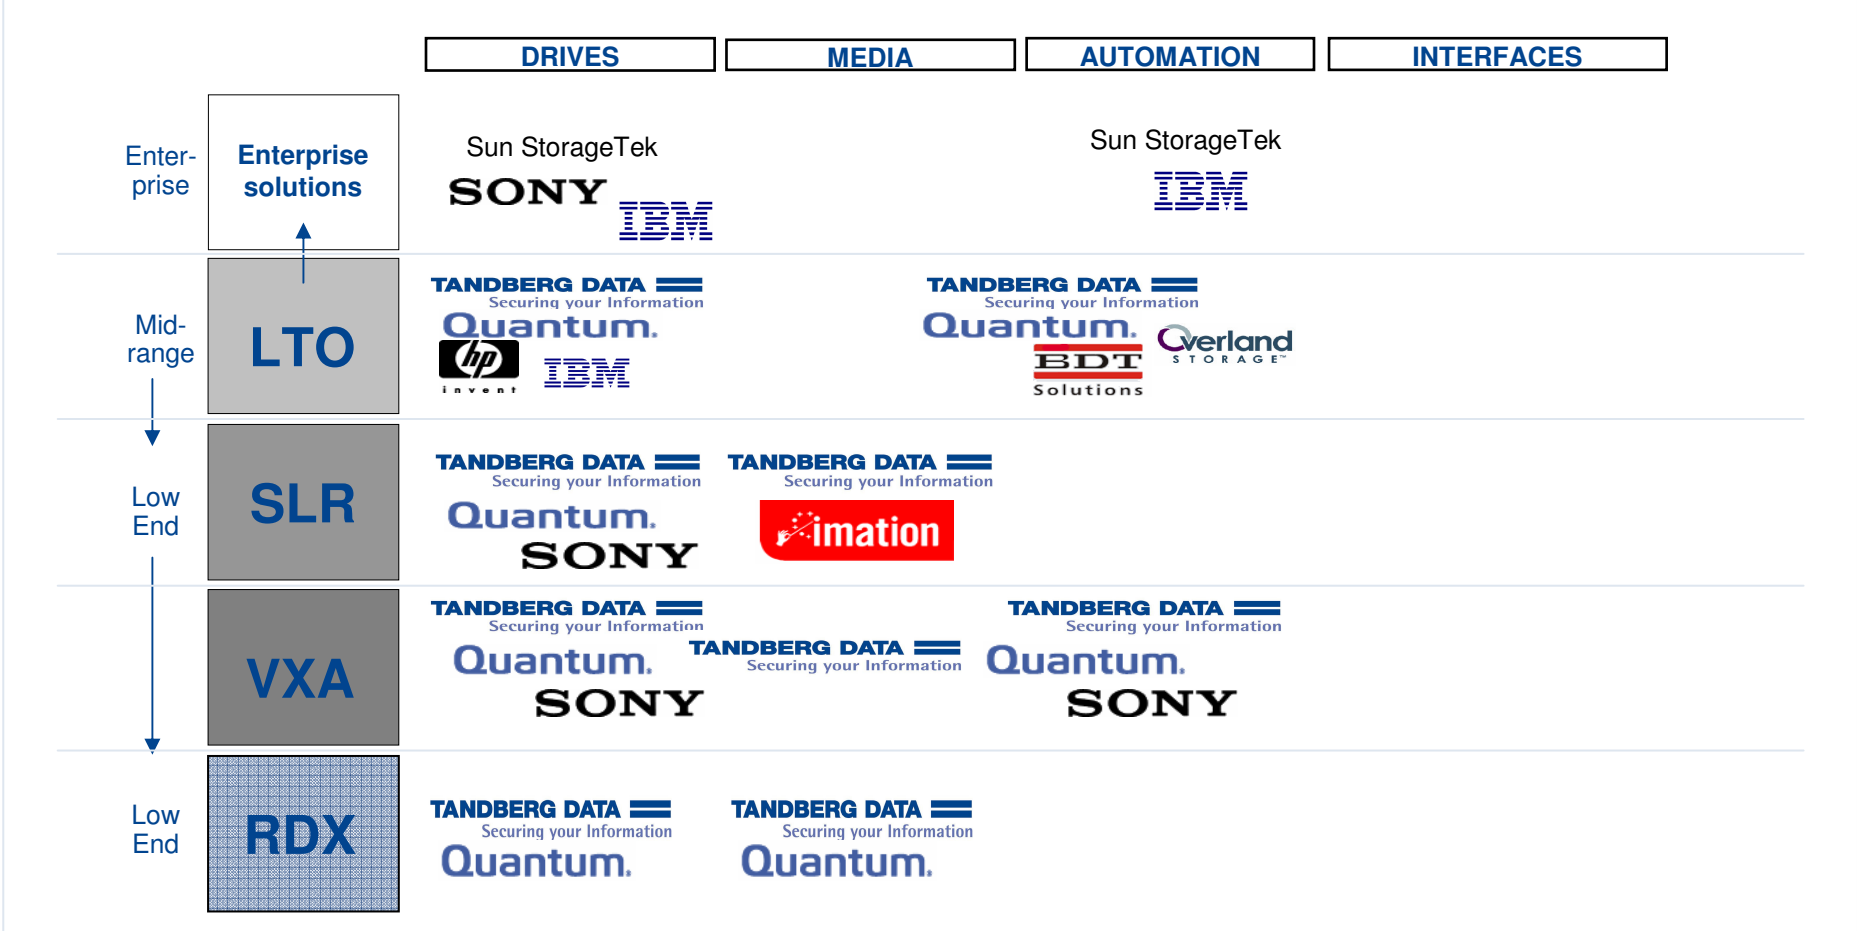 DRIVES MEDIA AUTOMATION INTERFACES
Enter-
prise
Enterprise
solutions
Sun StorageTek
SONY
IBM
Sun StorageTek
IBM
Mid-
range
LTO
TANDBERG DATA
Securing your Information
Quantum.
hp
invent
IBM
TANDBERG DATA
Securing your Information
Quantum.
Overland
STORAGE™
BDT
Solutions
Low
End
SLR
TANDBERG DATA
Securing your Information
Quantum.
SONY
TANDBERG DATA
Securing your Information
imation
VXA
TANDBERG DATA
Securing your Information
Quantum.
SONY
TANDBERG DATA
Securing your Information
TANDBERG DATA
Securing your Information
Quantum.
SONY
Low
End
RDX
TANDBERG DATA
Securing your Information
Quantum.
TANDBERG DATA
Securing your Information
Quantum.